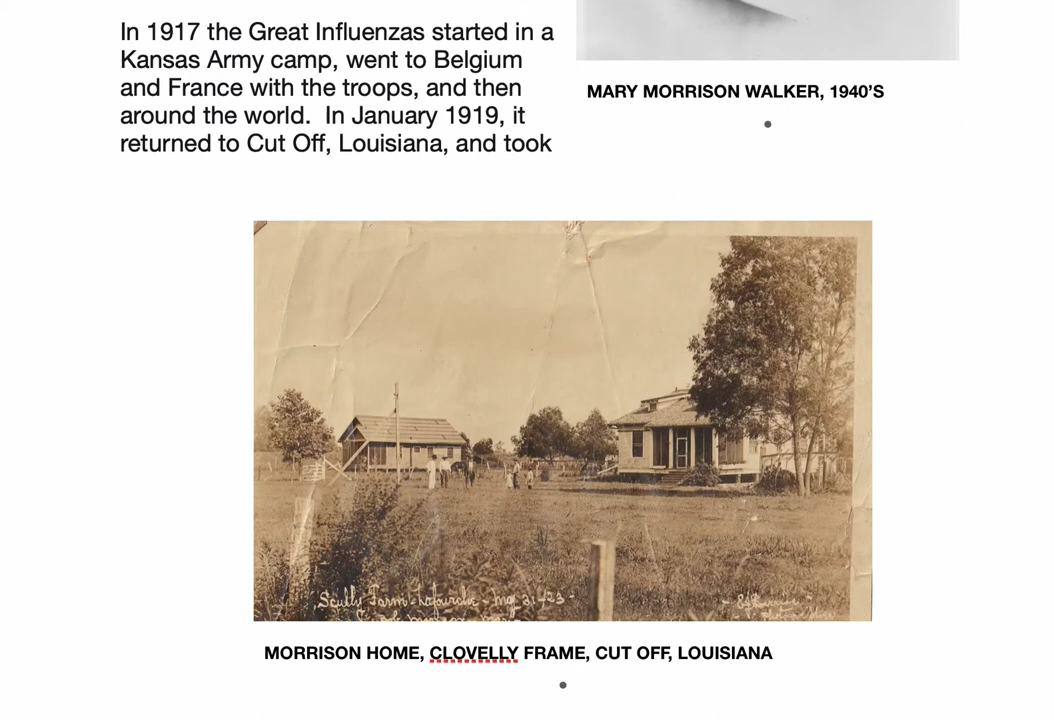 In 1917 the Great Influenzas started in a
Kansas Army camp, went to Belgium
and France with the troops, and then
around the world. In January 1919, it
returned to Cut Off, Louisiana, and took
MARY MORRISON WALKER, 1940'S
Scully Farm - Lafourche - 21-23 -
MORRISON HOME, CLOVELLY FRAME, CUT OFF, LOUISIANA